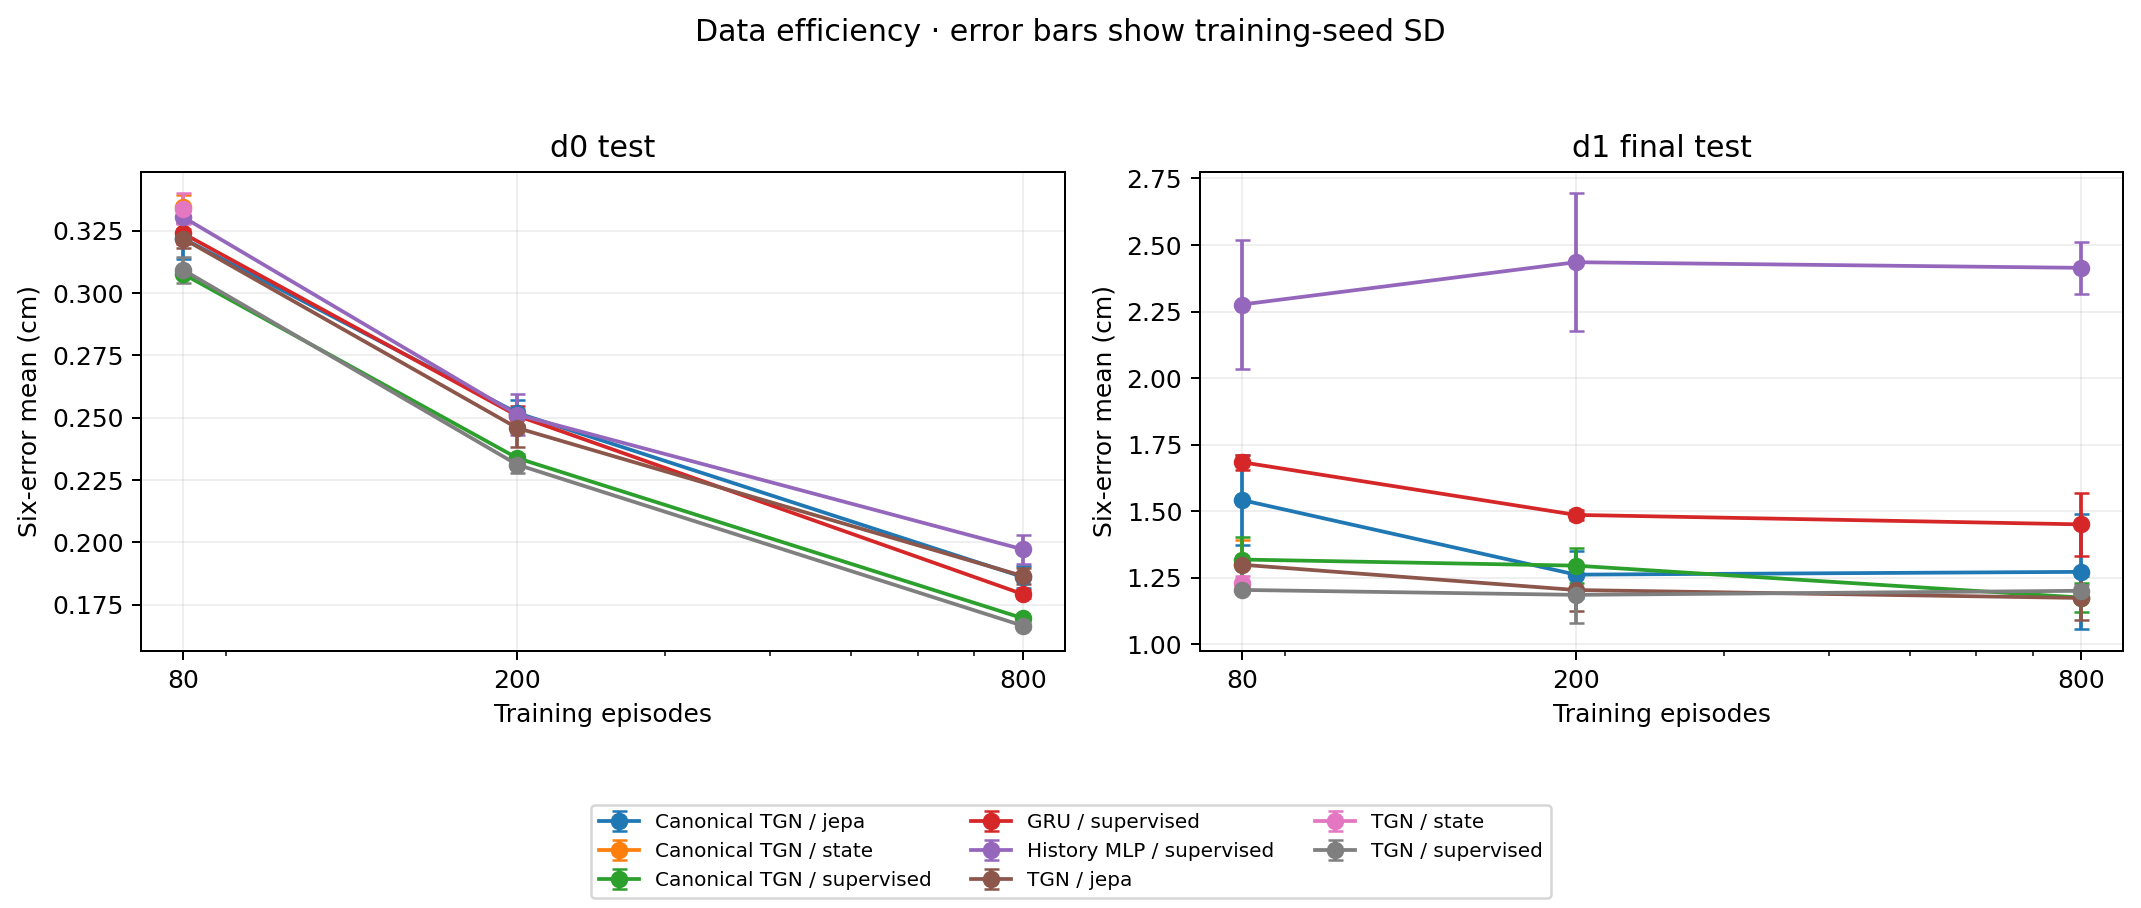 Data efficiency · error bars show training-seed SD
d0 test
Six-error mean (cm)
0.325
0.300
0.275
0.250
0.225
0.200
0.175
80
200
800
Training episodes
d1 final test
Six-error mean (cm)
2.75
2.50
2.25
2.00
1.75
1.50
1.25
1.00
80
200
800
Training episodes
Canonical TGN / jepa
Canonical TGN / state
Canonical TGN / supervised
GRU / supervised
History MLP / supervised
TGN / jepa
TGN / state
TGN / supervised